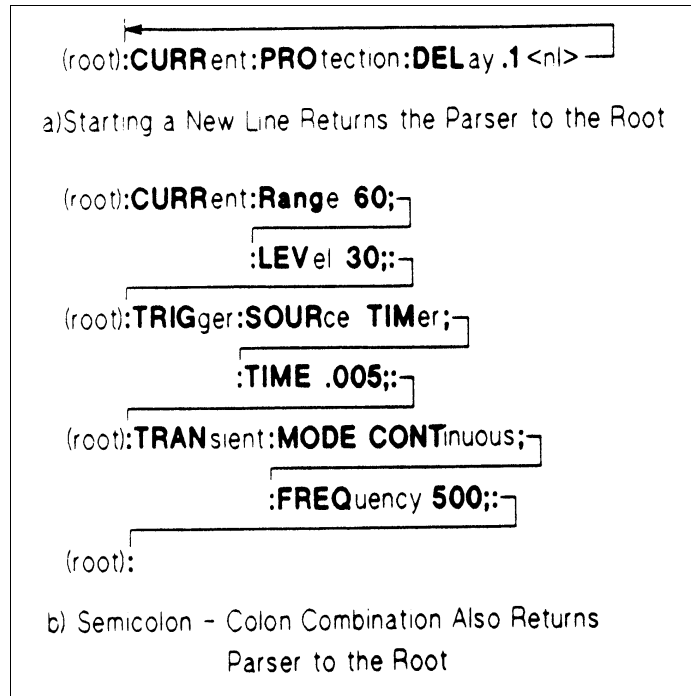 (root):CURRent:PROtection:DELay .1 <nl>
a)Starting a New Line Returns the Parser to the Root
(root):CURRent:Range 60;
:LEVel 30;:
(root):TRIGger:SOURce TIMer;
:TIME .005;:
(root):TRANsient:MODE CONTinuous;
:FREQuency 500;:
(root):
b) Semicolon - Colon Combination Also Returns
Parser to the Root